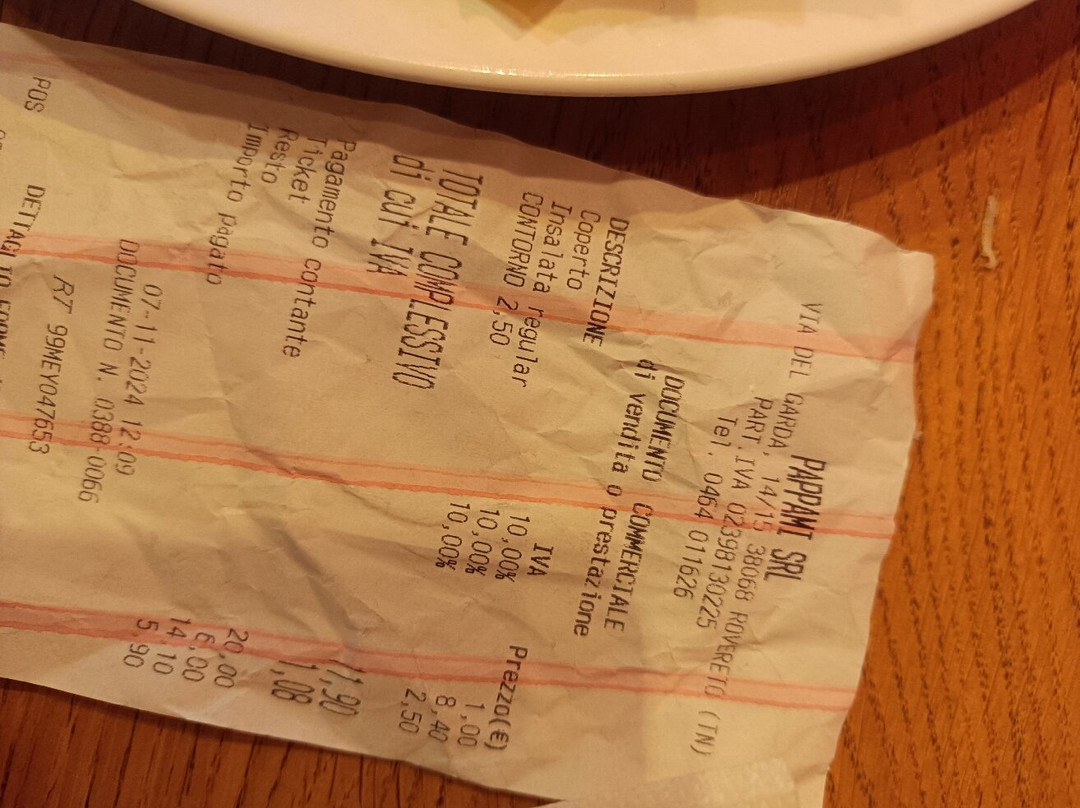 PAPPAMI SRL
VIA DEL GARDA, 14/15 38068 ROVERETO (TN)
PART.IVA 02398130225
Tel. 0464 011626
DOCUMENTO COMMERCIALE
di vendita o prestazione
DESCRIZIONE IVA Prezzo(€)
Coperto 10,00% 1,00
Insalata regular 10,00% 8,40
CONTORNO 2,50 10,00% 2,50
TOTALE COMPLESSIVO 11,90
di cui IVA 1,08
Pagamento contante 20,00
Ticket 6,00
Resto 14,10
Importo pagato 5,90
07-11-2024 12:09
DOCUMENTO N. 0388-0066
RT 99MEY047653
DETTAGLIO FORME
POS